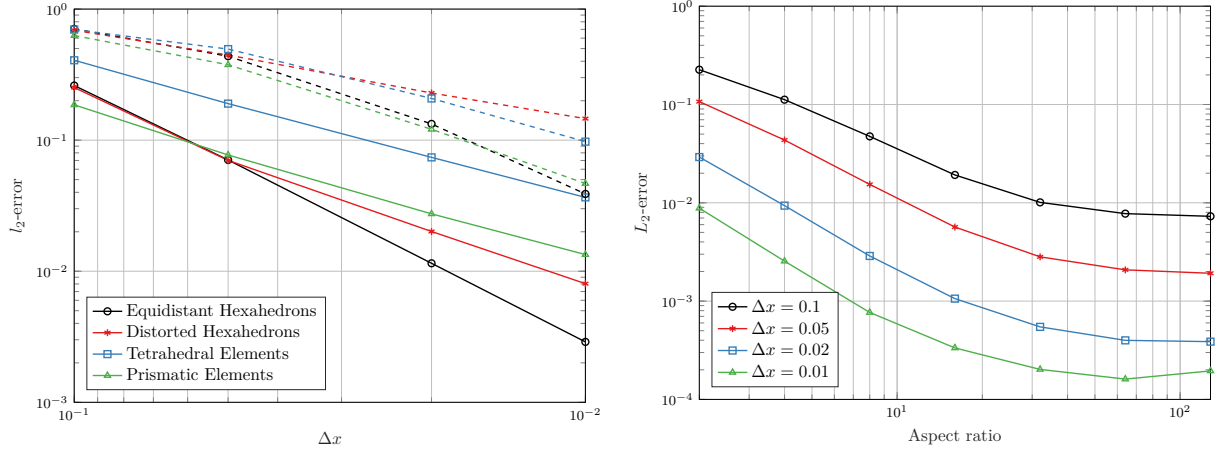 10^0
10^-1
10^-2
10^-3
l_2-error
10^-1
10^-2
Δx
Equidistant Hexahedrons
Distorted Hexahedrons
Tetrahedral Elements
Prismatic Elements
10^0
10^-1
10^-2
10^-3
10^-4
L_2-error
10^1
10^2
Aspect ratio
Δx = 0.1
Δx = 0.05
Δx = 0.02
Δx = 0.01